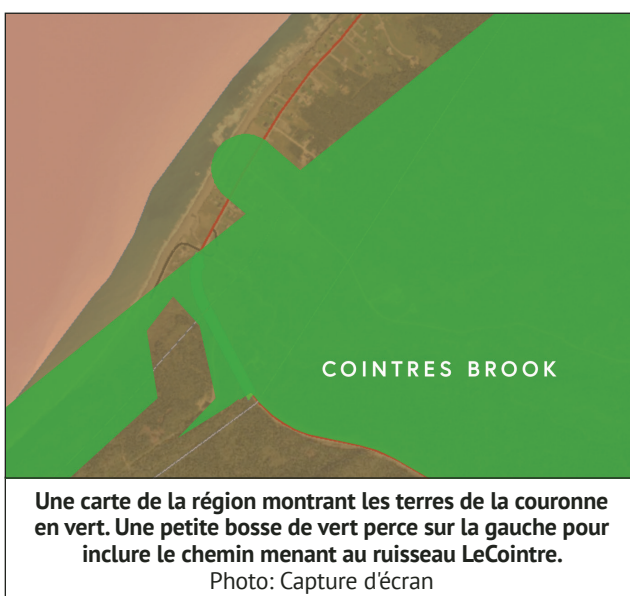 COINTRES BROOK
Une carte de la région montrant les terres de la couronne
en vert. Une petite bosse de vert perce sur la gauche pour
inclure le chemin menant au ruisseau LeCointre.
Photo: Capture d'écran